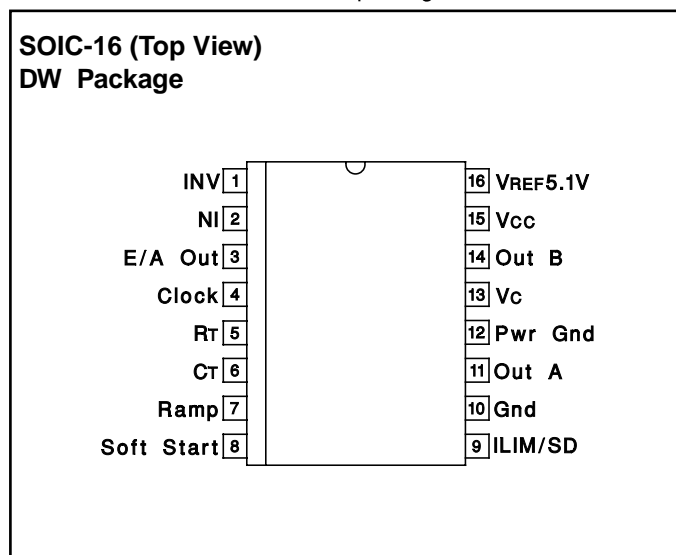 SOIC-16 (Top View)
DW Package
INV 1
NI 2
E/A Out 3
Clock 4
RT 5
CT 6
Ramp 7
Soft Start 8
16 VREF5.1V
15 VCC
14 Out B
13 VC
12 Pwr Gnd
11 Out A
10 Gnd
9 ILIM/SD